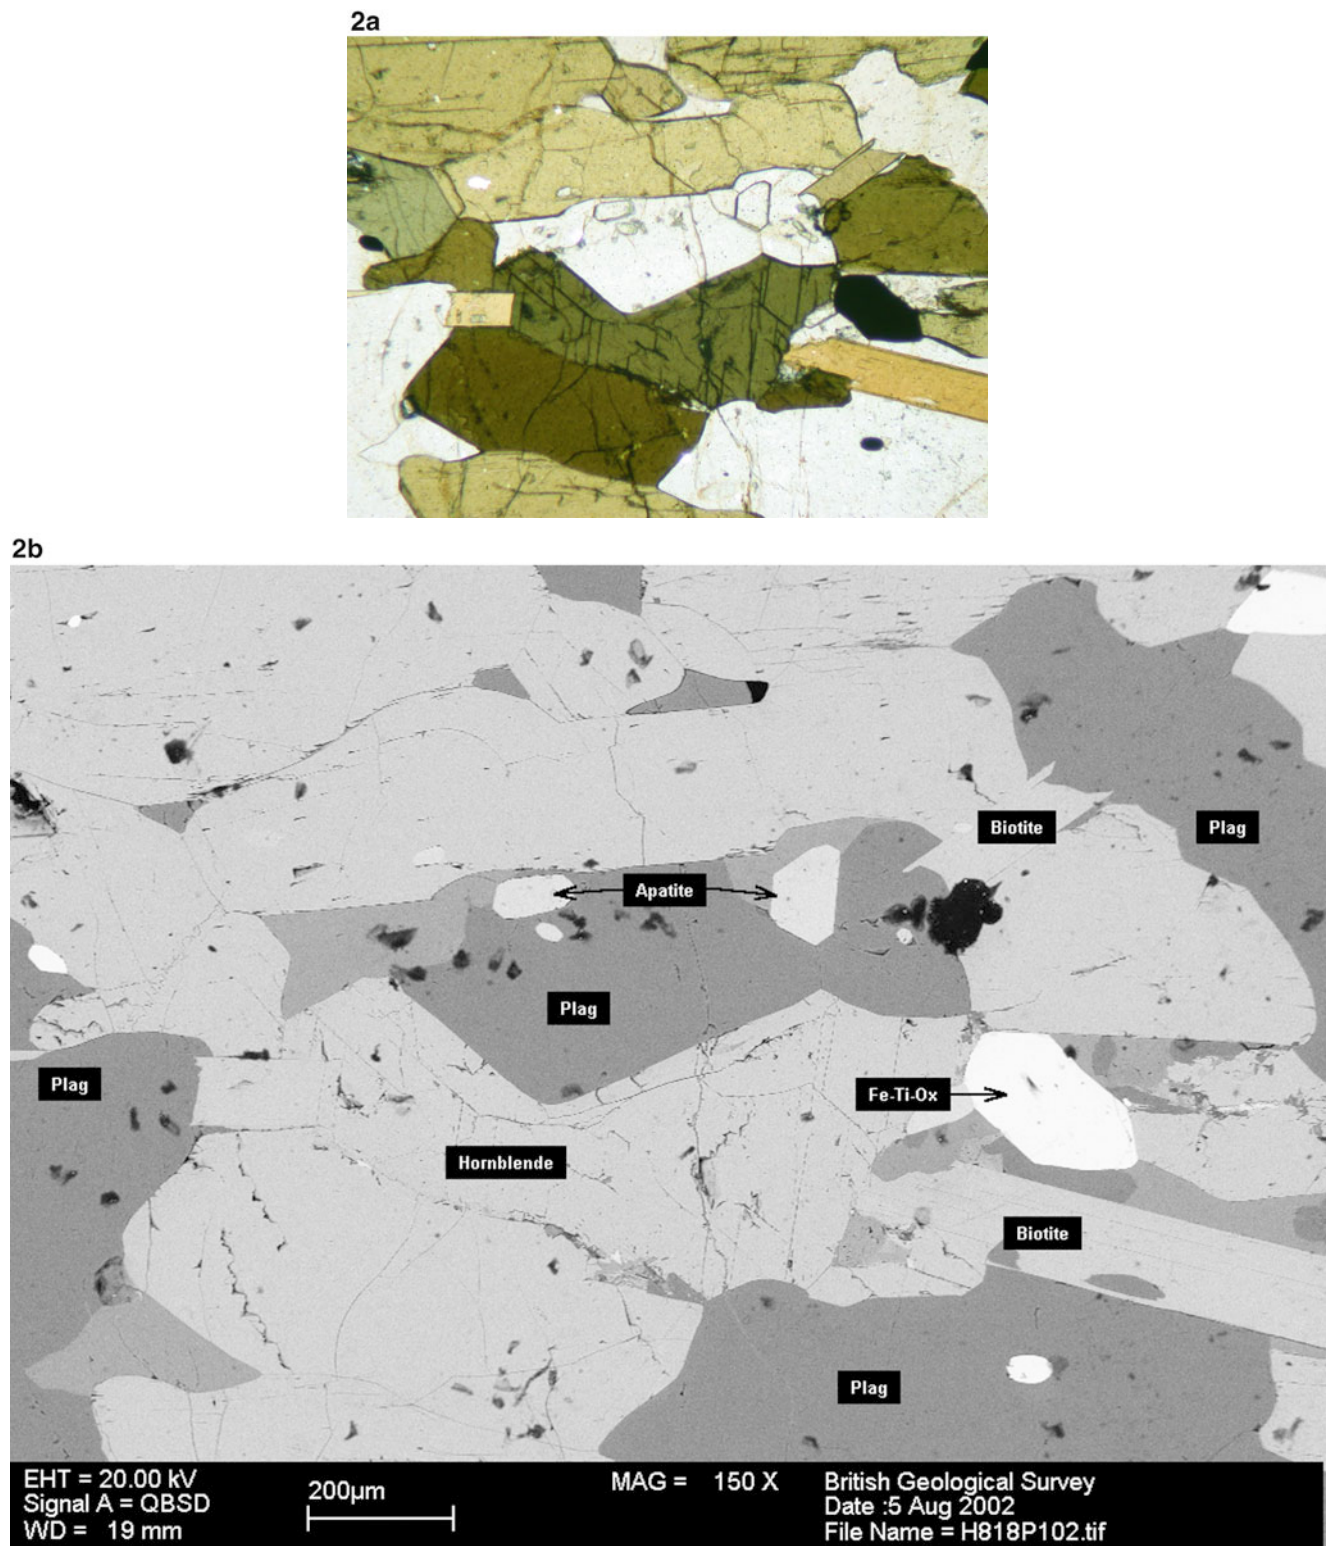 2a
2b
Biotite
Plag
Apatite
Plag
Plag
Fe-Ti-Ox
Hornblende
Biotite
Plag
EHT = 20.00 kV
Signal A = QBSD
WD = 19 mm
200µm
MAG = 150 X
British Geological Survey
Date :5 Aug 2002
File Name = H818P102.tif